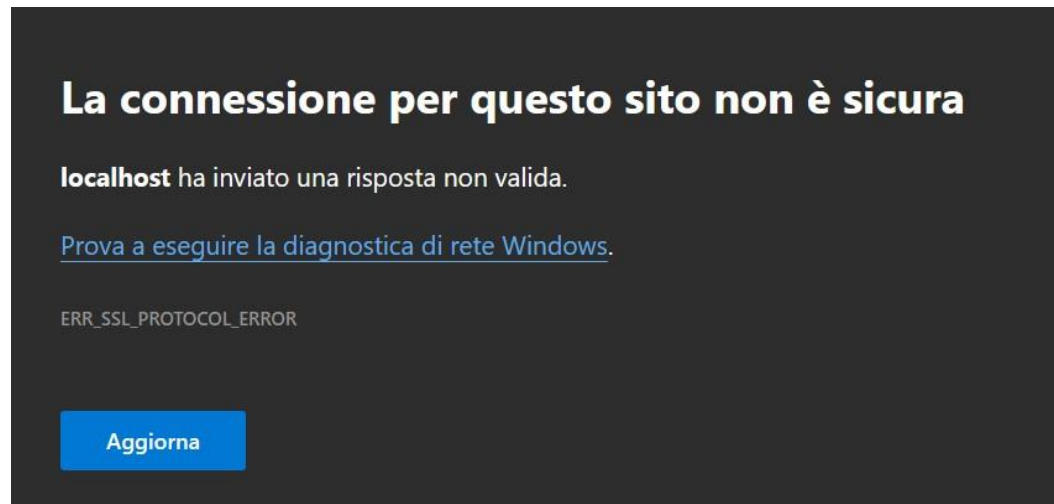 La connessione per questo sito non è sicura
localhost ha inviato una risposta non valida.
Prova a eseguire la diagnostica di rete Windows.
ERR_SSL_PROTOCOL_ERROR
Aggiorna